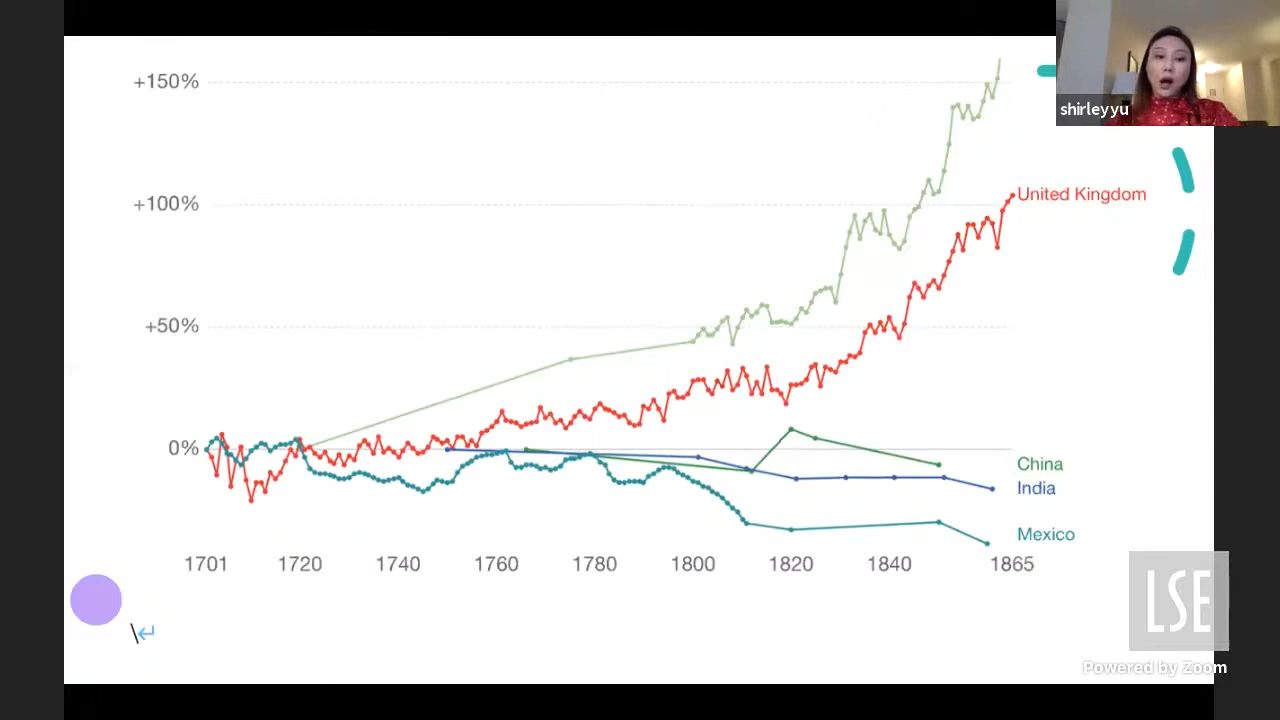 +150%
shirleyyu
+100%
United Kingdom
+50%
0%
China
India
Mexico
1701 1720 1740 1760 1780 1800 1820 1840 1865
LSE
\↵
Powered by Zoom